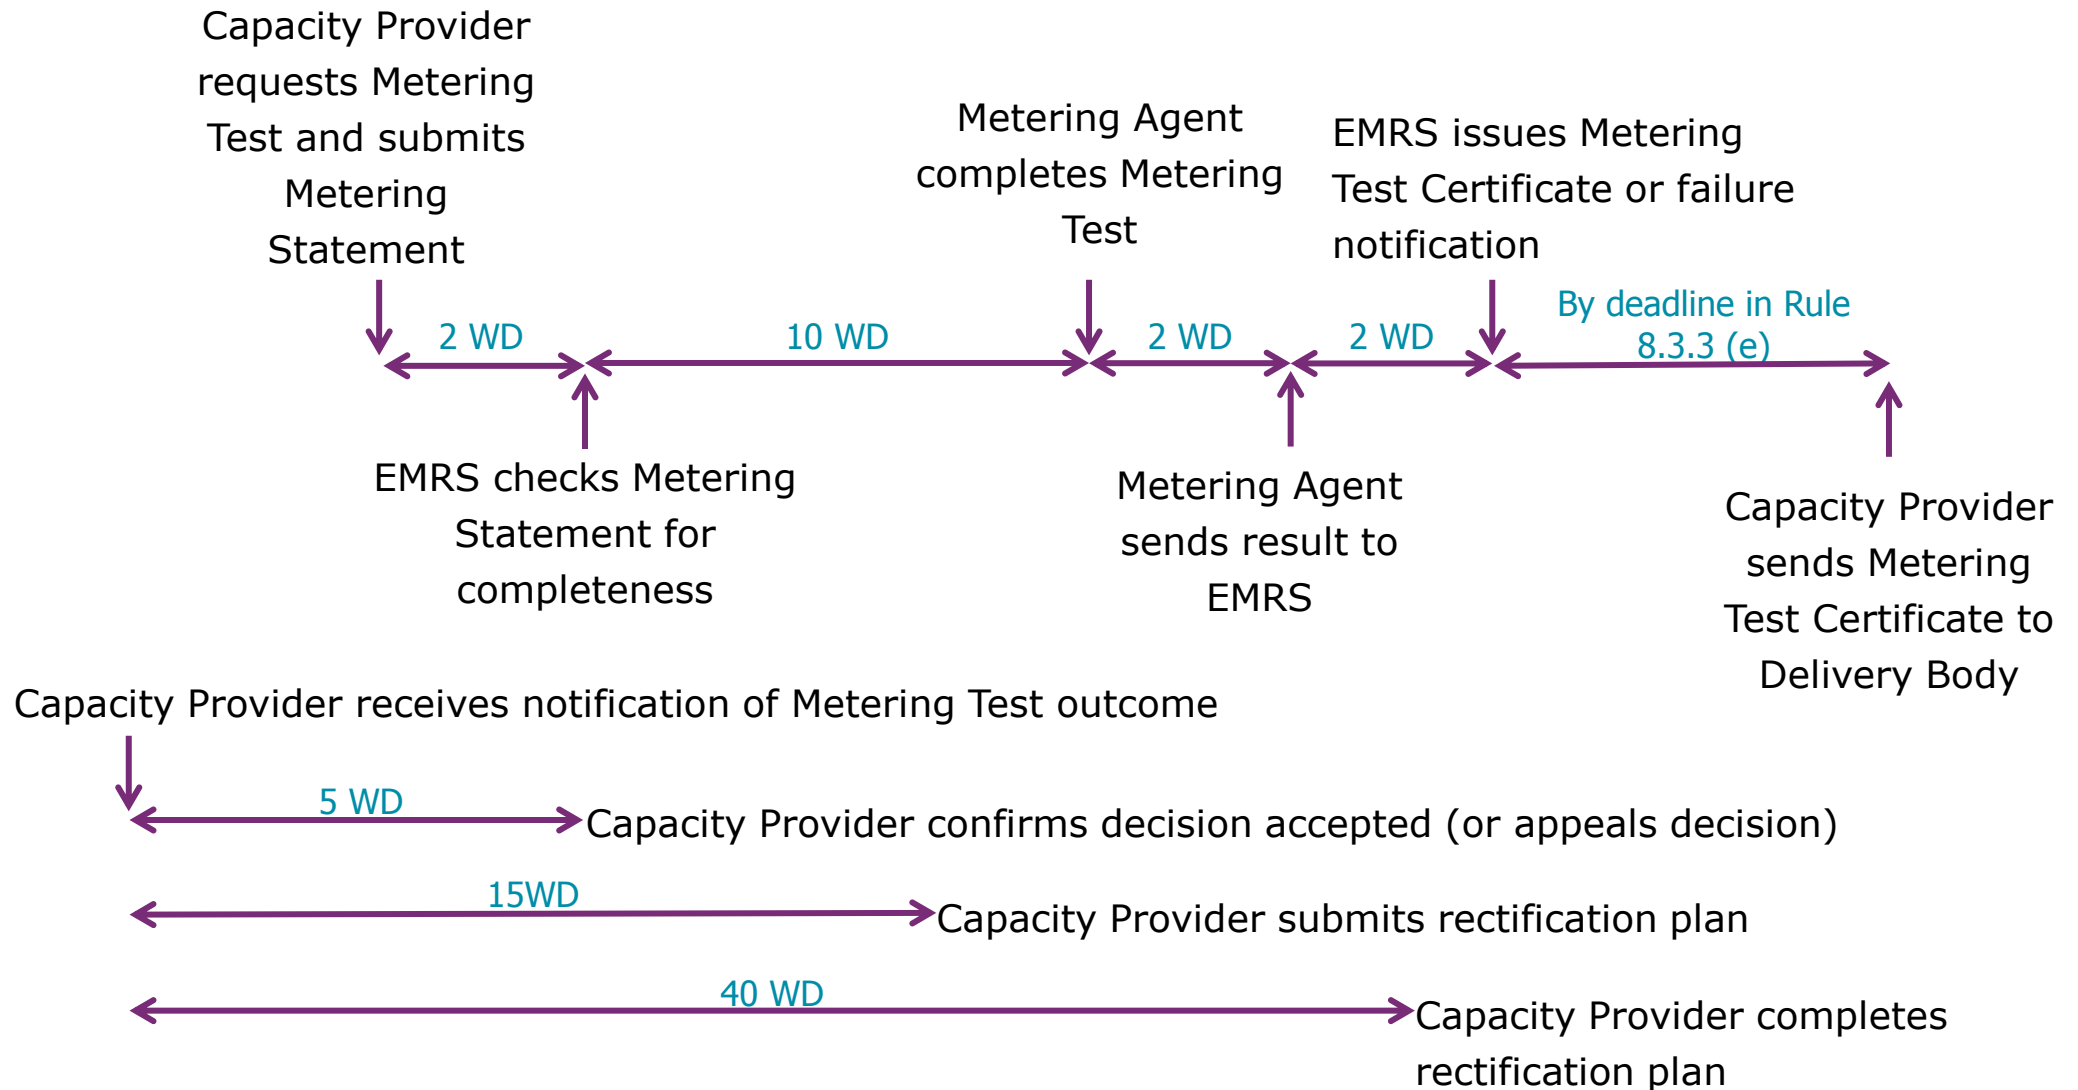 Capacity Provider
requests Metering
Test and submits
Metering
Statement
Metering Agent
completes Metering
Test
EMRS issues Metering
Test Certificate or failure
notification
2 WD
10 WD
2 WD
2 WD
By deadline in Rule
8.3.3 (e)
EMRS checks Metering
Statement for
completeness
Metering Agent
sends result to
EMRS
Capacity Provider
sends Metering
Test Certificate to
Delivery Body
Capacity Provider receives notification of Metering Test outcome
5 WD
Capacity Provider confirms decision accepted (or appeals decision)
15WD
Capacity Provider submits rectification plan
40 WD
Capacity Provider completes
rectification plan